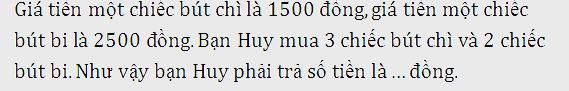 Giá tiền một chiếc bút chì là 1500 đồng, giá tiền một chiếc
bút bi là 2500 đồng. Bạn Huy mua 3 chiếc bút chì và 2 chiếc
bút bi. Như vậy bạn Huy phải trả số tiền là ... đồng.